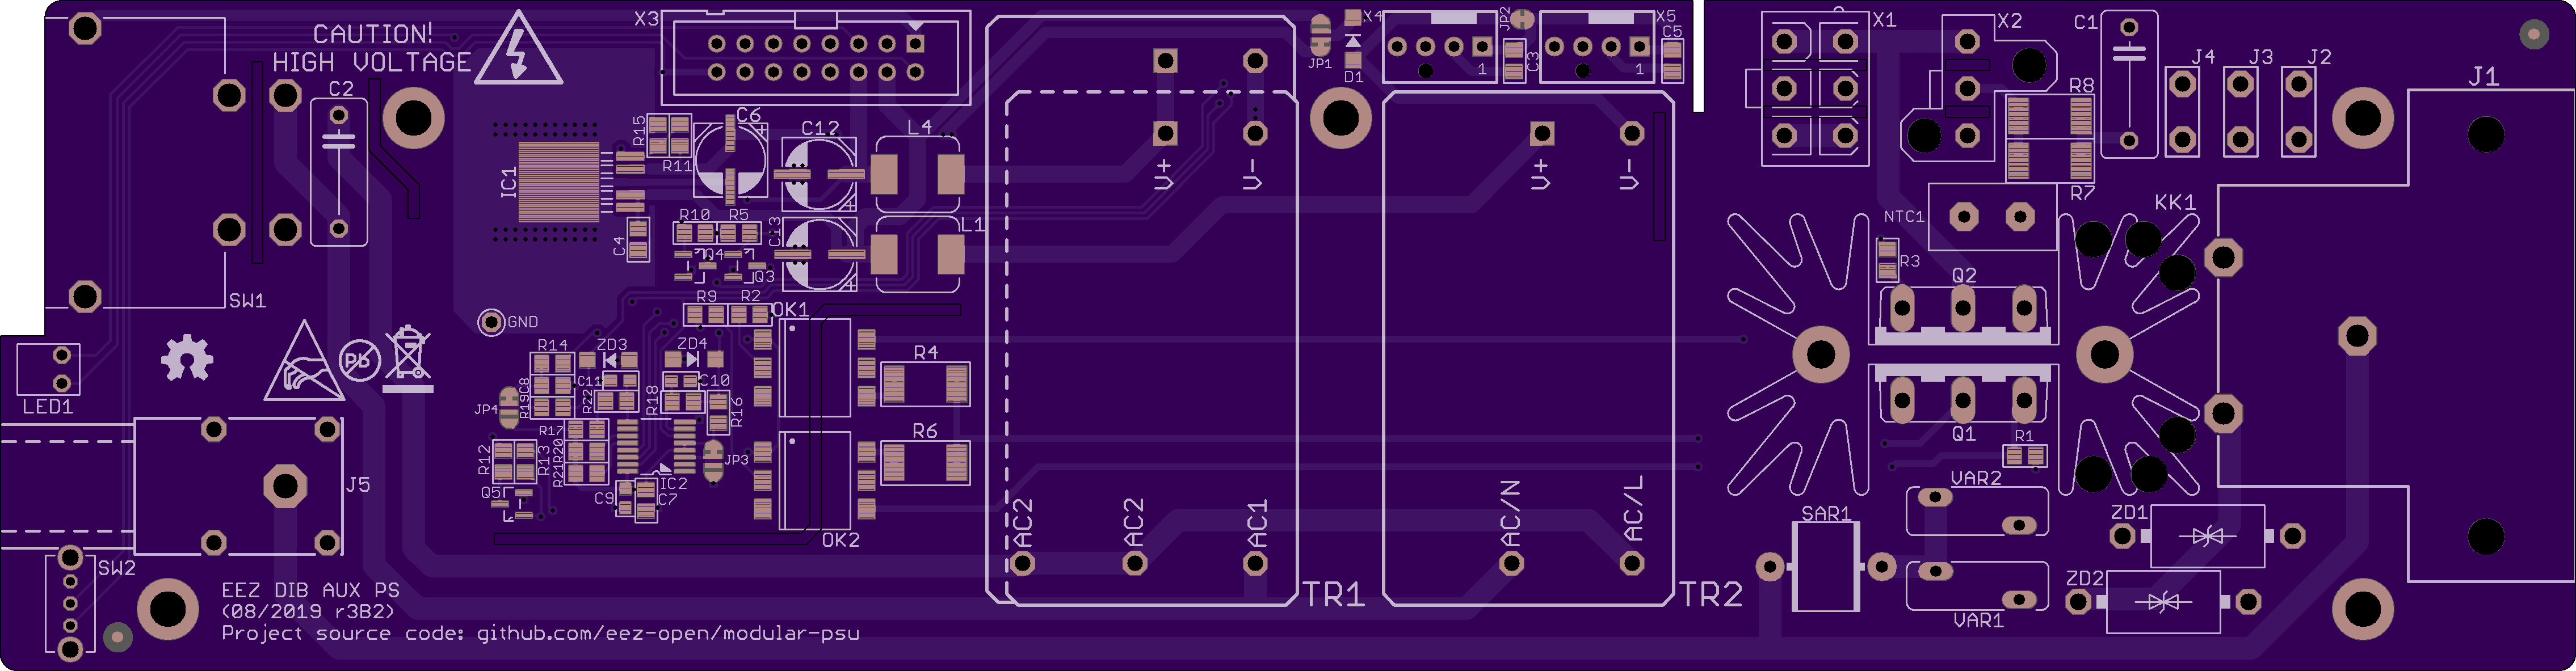 CAUTION!
HIGH VOLTAGE
C2
SW1
LED1
Pb
J5
SW2
EEZ DIB AUX PS
(08/2019 r3B2)
Project source code: github.com/eez-open/modular-psu
X3
IC1
R15
R11
C6
C12
L4
C4
R10
R5
C13
L1
Q4
Q3
R9
R2
OK1
GND
R14
ZD3
ZD4
R19
C8
C11
R22
R18
C10
R16
JP4
R17
R20
R21
R12
R13
Q5
C9
IC2
C7
JP3
R4
R6
OK2
V+
V-
AC2
AC2
AC1
TR1
JP1
X4
D1
1
JP2
C3
X5
C5
1
V+
V-
AC/N
AC/L
TR2
X1
X2
C1
J4
J3
J2
J1
R8
R7
NTC1
KK1
R3
Q2
Q1
R1
VAR2
SAR1
VAR1
ZD1
ZD2